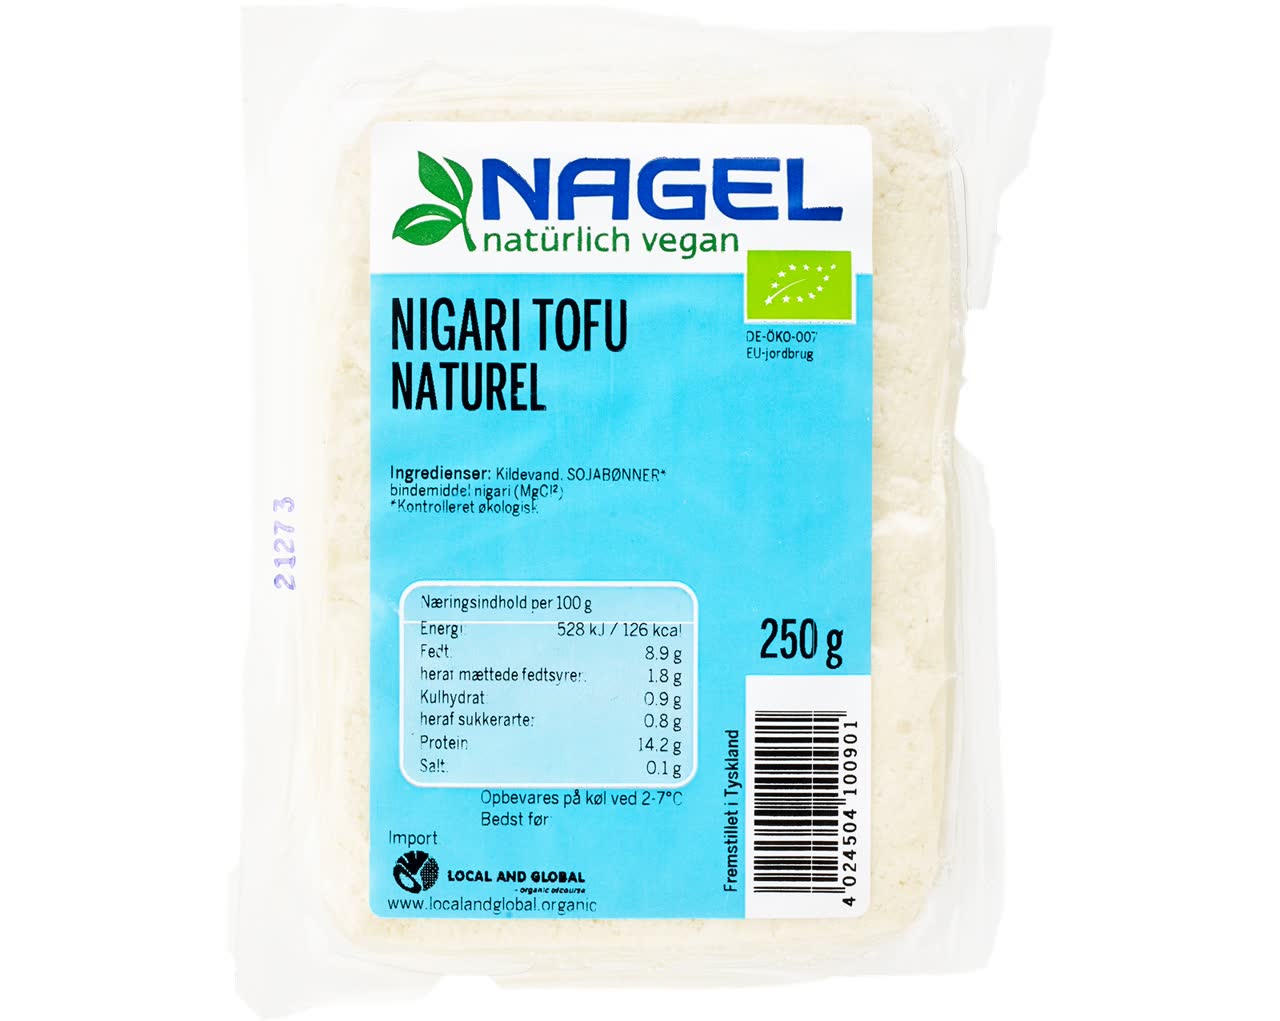 NAGEL
natürlich vegan
DE-ÖKO-007
EU-jordbrug
NIGARI TOFU
NATUREL
Ingredienser: Kildevand, SOJABØNNER*
bindemiddel nigari (MgCl²)
*Kontrolleret økologisk
21273
Næringsindhold per 100 g
Energi: 528 kJ / 126 kcal
Fedt: 8.9 g
heraf mættede fedtsyrer: 1.8 g
Kulhydrat: 0.9 g
heraf sukkerarter: 0.8 g
Protein: 14.2 g
Salt: 0.1 g
250 g
Opbevares på køl ved 2-7°C
Bedst før:
Import:
LOCAL AND GLOBAL
- organic ofcourse
www.localandglobal.organic
Fremstillet i Tyskland
4 024504 100901